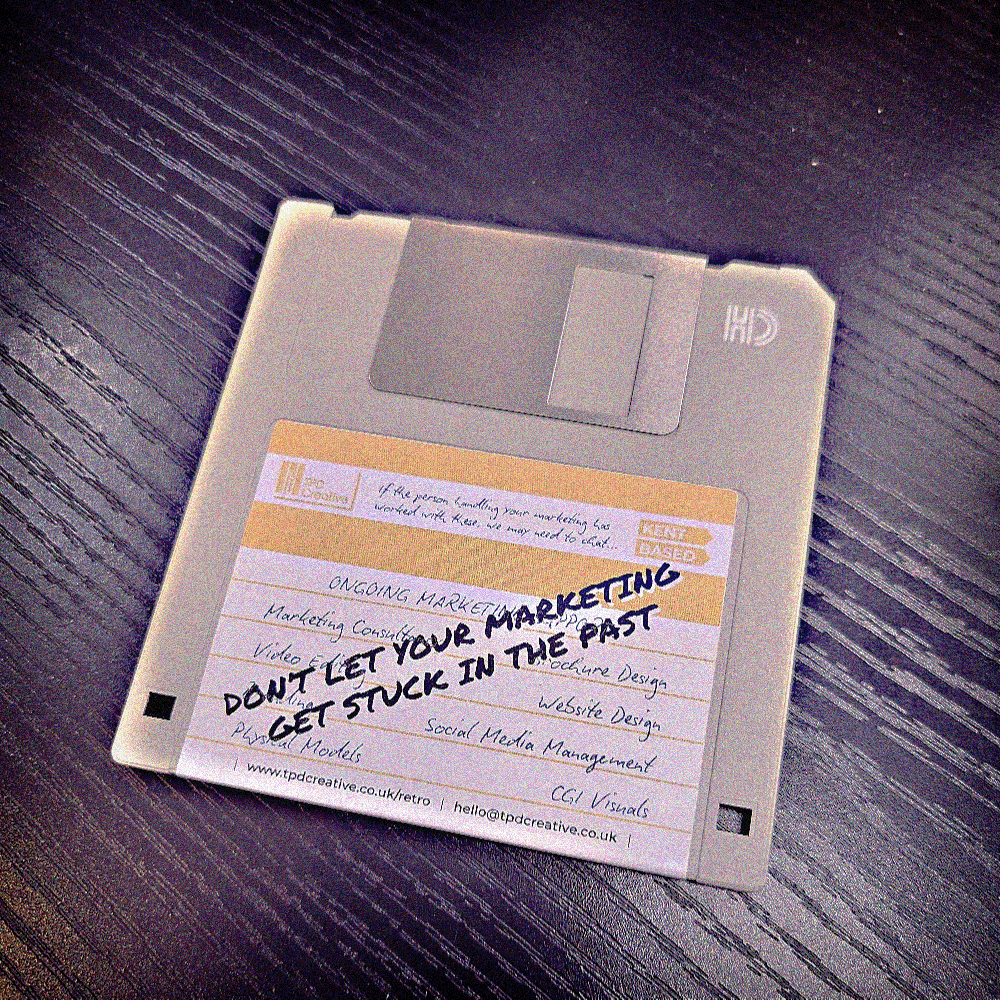 HD
TPD
Creative
if the person handling your marketing has
worked with these, we may need to chat...
KENT
BASED
ONGOING MARKETING
Marketing
DON'T LET YOUR MARKETING
GET STUCK IN THE PAST
Video
Brochure Design
Website Design
Physical Models
Social Media Management
CGI Visuals
| www.tpdcreative.co.uk/retro | hello@tpdcreative.co.uk |